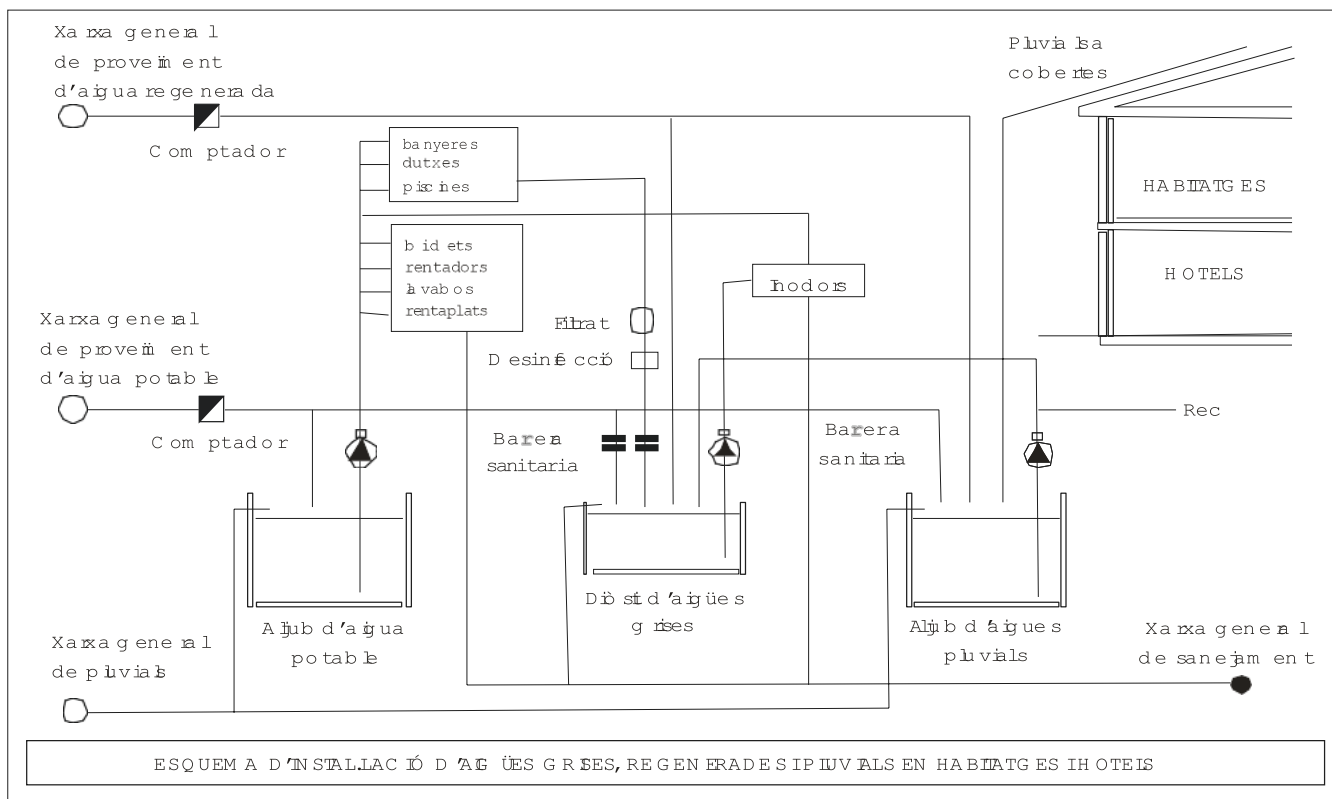 Xarxa general
de proveïment
d'aigua regenerada
Comptador
Pluvials a
cobertes
banyeres
dutxes
piscines
HABITATGES
bidets
rentadors
lavabos
rentaplats
Inodors
HOTELS
Xarxa general
de proveïment
d'aigua potable
Filtrat
Desinfecció
Comptador
Barrera
sanitaria
Barrera
sanitaria
Rec
Aljub d'aigua
potable
Diòsit d'aigües
grises
Aljub d'aigues
pluvials
Xarxa general
de pluvials
Xarxa general
de sanejament
ESQUEMA D'INSTAL.LACIÓ D'AIGÜES GRISES, REGENERADES I PLUVIALS EN HABITATGES I HOTELS